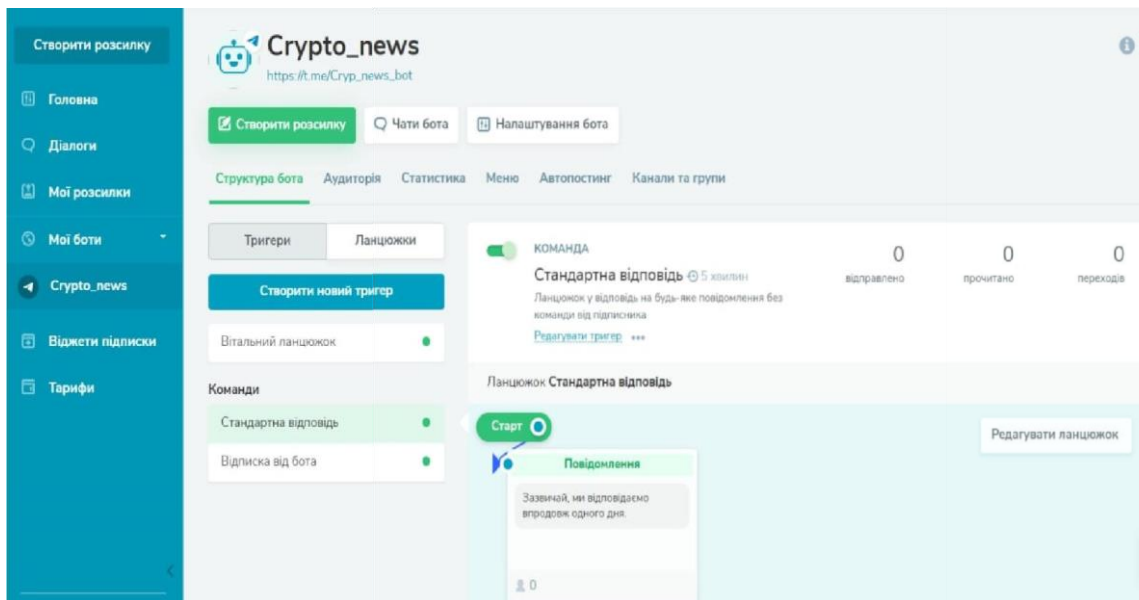 Створити розсилку
Головна
Діалоги
Мої розсилки
Мої боти
Crypto_news
Віджети підписки
Тарифи
Crypto_news
https://t.me/Cryp_news_bot
Створити розсилку
Чати бота
Налаштування бота
Структура бота
Аудиторія
Статистика
Меню
Автопостинг
Канали та групи
Тригери
Ланцюжки
Створити новий тригер
Вітальний ланцюжок
Команди
Стандартна відповідь
Відписка від бота
КОМАНДА
Стандартна відповідь 5 хвилин
Ланцюжок у відповідь на будь-яке повідомлення без
команди від підписника
Редагувати тригер •••
0
відправлено
0
прочитано
0
переходів
Ланцюжок Стандартна відповідь
Старт
Редагувати ланцюжок
Повідомлення
Зазвичай, ми відповідаємо
впродовж одного дня.
0